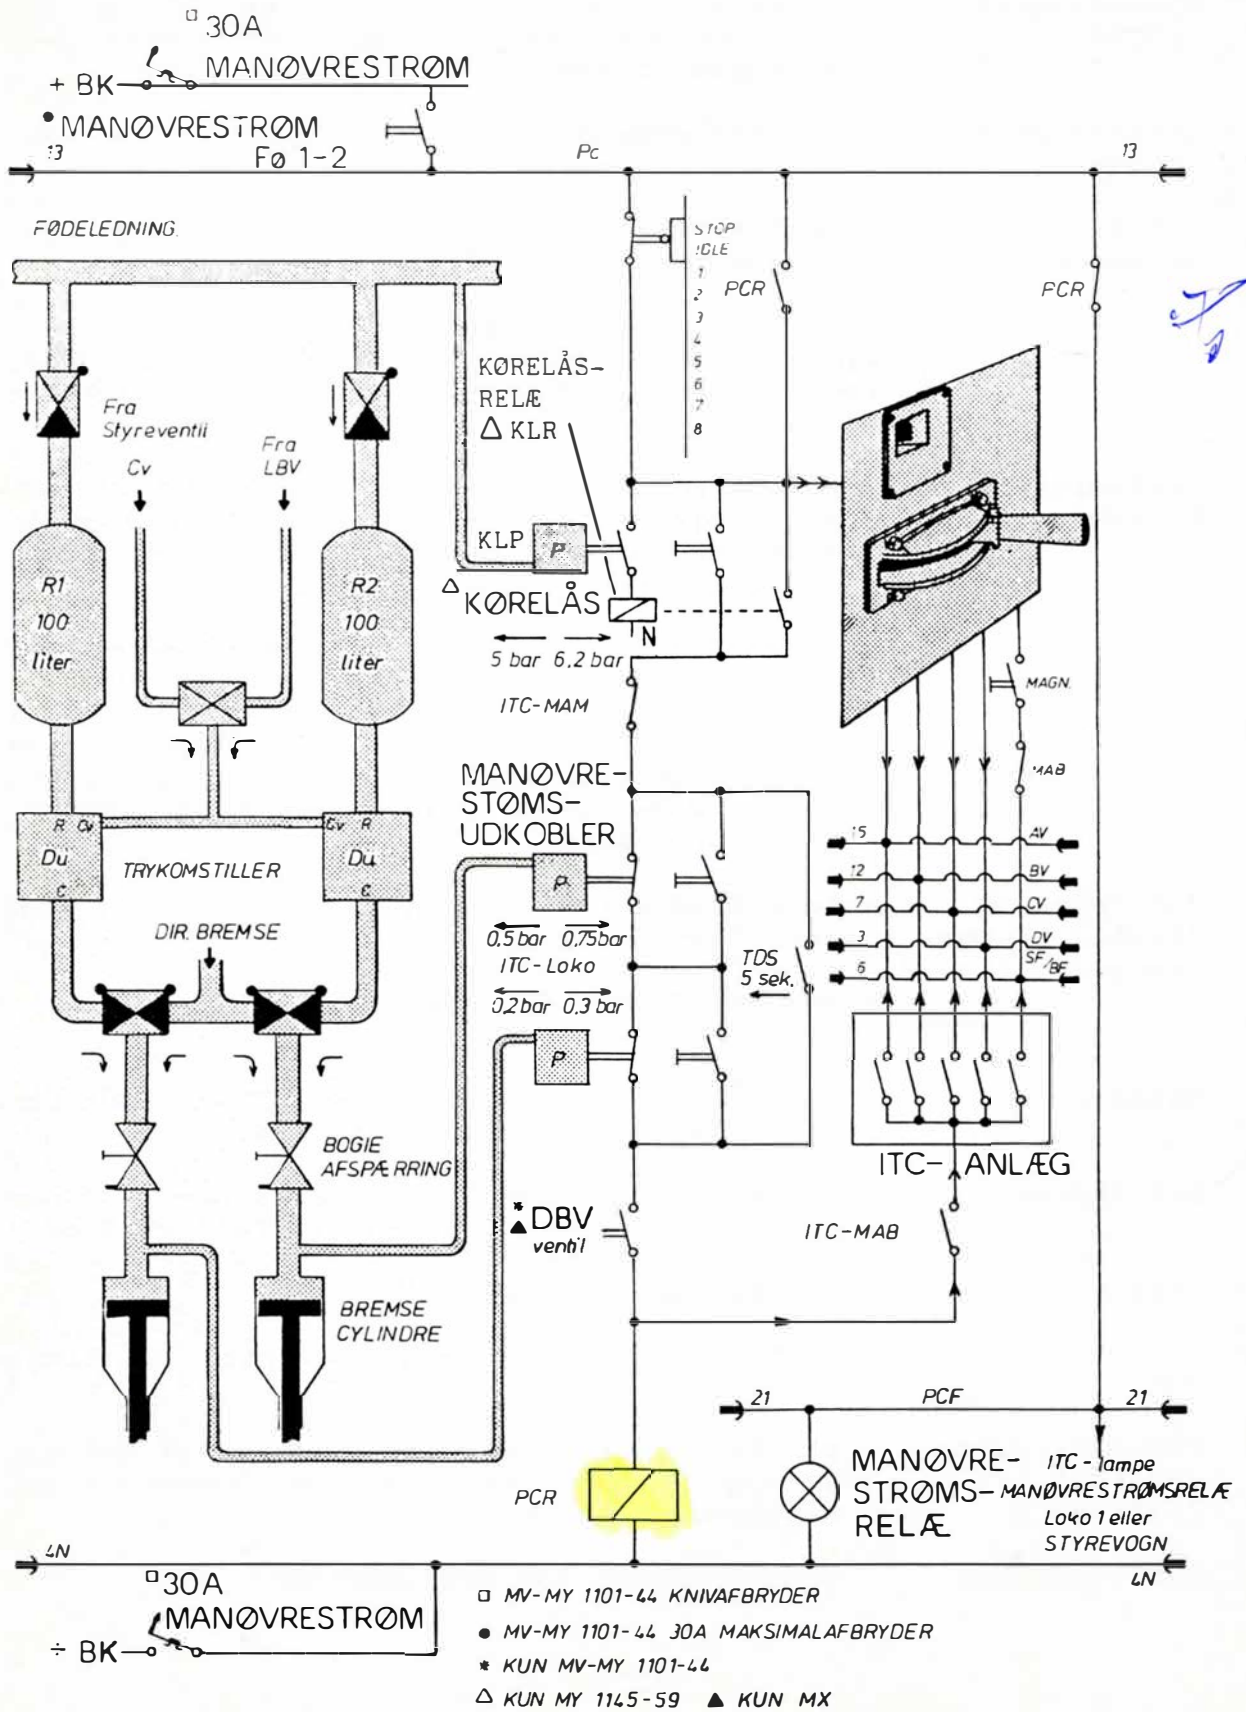 □ 30A
MANØVRESTRØM
+ BK
• MANØVRESTRØM
Fø 1-2
13
Pc
13
FØDELEDNING.
STOP
IDLE
1
2
3
4
5
6
7
8
PCR
PCR
KØRELÅS-
RELÆ
△ KLR
Fra
Styreventil
Cv
Fra
LBV
KLP
P
△ KØRELÅS
N
5 bar 6,2 bar
R1
100
liter
R2
100
liter
ITC-MAM
MAGN.
MAB
MANØVRE-
STØMS-
UDKOBLER
R Cv
Dü
C
Cv R
Dü
C
TRYKOMSTILLER
P
15 AV
12 BV
7 CV
3 DV
6 SF/BF
DIR. BREMSE
0,5 bar 0,75bar
ITC-Loko
0,2 bar 0,3 bar
TDS
5 sek.
P
BOGIE
AFSPÆRRING
ITC-ANLÆG
* ▲ DBV
ventil
ITC-MAB
BREMSE
CYLINDRE
21
PCF
21
PCR
MANØVRE-
STRØMS-
RELÆ
ITC-lampe
MANØVRESTRØMSRELÆ
Loko 1 eller
STYREVOGN
4N
4N
□ 30A
MANØVRESTRØM
÷ BK
□ MV-MY 1101-44 KNIVAFBRYDER
● MV-MY 1101-44 30A MAKSIMALAFBRYDER
* KUN MV-MY 1101-44
△ KUN MY 1145-59 ▲ KUN MX